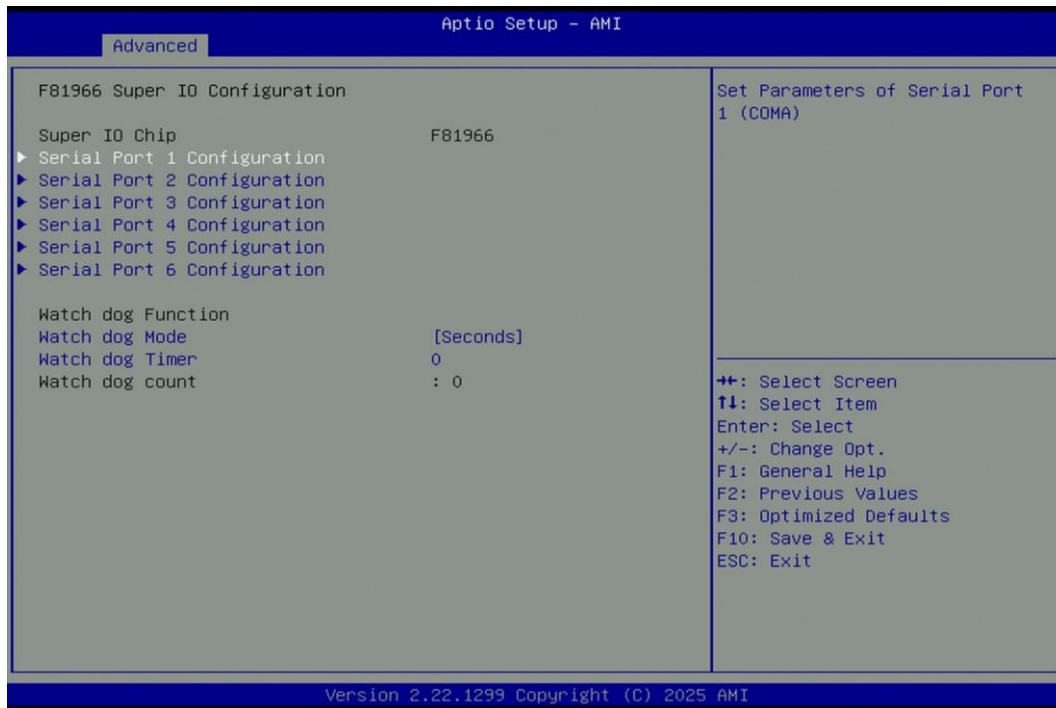 Aptio Setup – AMI
Advanced
F81966 Super IO Configuration
Super IO Chip F81966
Serial Port 1 Configuration
Serial Port 2 Configuration
Serial Port 3 Configuration
Serial Port 4 Configuration
Serial Port 5 Configuration
Serial Port 6 Configuration
Watch dog Function
Watch dog Mode [Seconds]
Watch dog Timer 0
Watch dog count : 0
Set Parameters of Serial Port
1 (COMA)
→←: Select Screen
↑↓: Select Item
Enter: Select
+/-: Change Opt.
F1: General Help
F2: Previous Values
F3: Optimized Defaults
F10: Save & Exit
ESC: Exit
Version 2.22.1299 Copyright (C) 2025 AMI